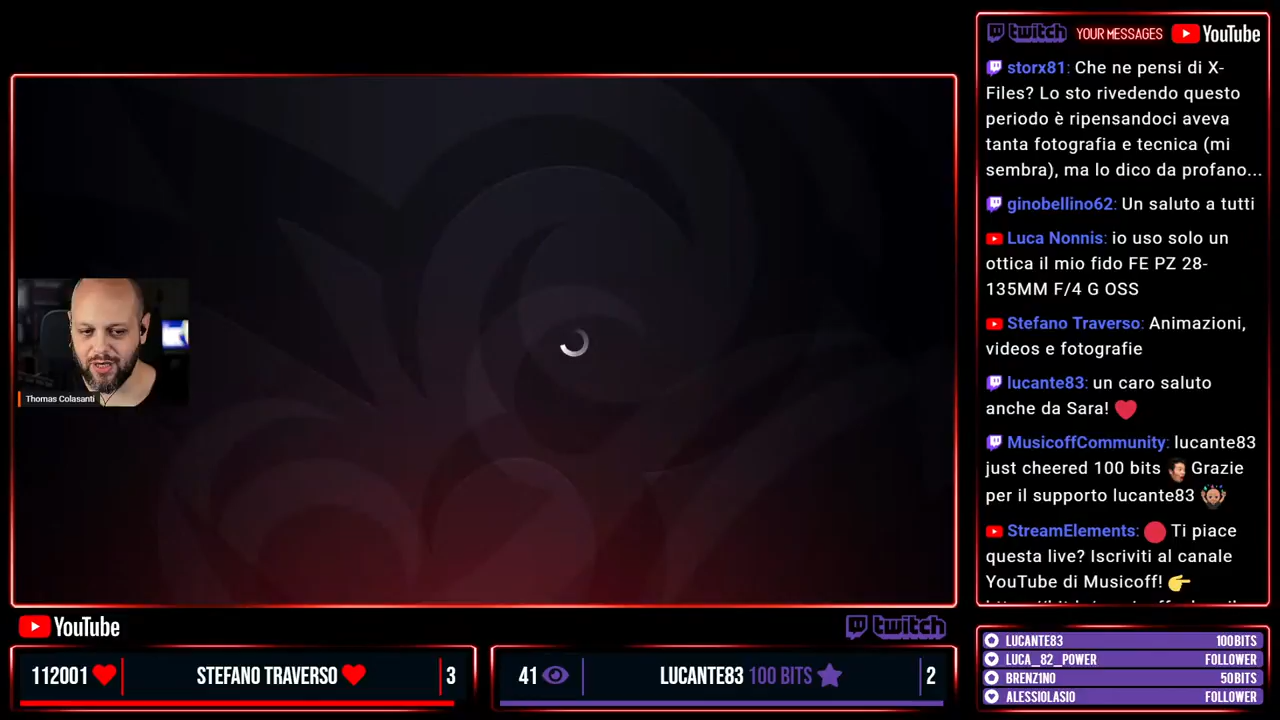 twitch YOUR MESSAGES YouTube
storx81: Che ne pensi di X-
Files? Lo sto rivedendo questo
periodo è ripensandoci aveva
tanta fotografia e tecnica (mi
sembra), ma lo dico da profano...
ginobellino62: Un saluto a tutti
Luca Nonnis: io uso solo un
ottica il mio fido FE PZ 28-
135MM F/4 G OSS
Stefano Traverso: Animazioni,
videos e fotografie
lucante83: un caro saluto
anche da Sara!
MusicoffCommunity: lucante83
just cheered 100 bits Grazie
per il supporto lucante83
StreamElements: Ti piace
questa live? Iscriviti al canale
YouTube di Musicoff!
Thomas Colasanti
YouTube
twitch
112001 STEFANO TRAVERSO 3
41 LUCANTE83 100 BITS 2
LUCANTE83 100BITS
LUCA_82_POWER FOLLOWER
BRENZ1NO 50BITS
ALESSIOLASIO FOLLOWER